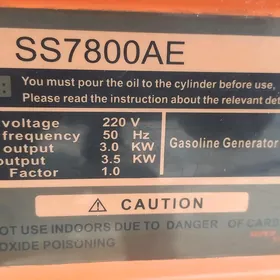 SS7800AE
: You must pour the oil to the cylinder before use,
Please read the instruction about the relevant det
voltage 220 V
frequency 50 Hz
output 3.0 KW
output 3.5 KW
Factor 1.0
Gasoline Generator
⚠ CAUTION
OT USE INDOORS DUE TO DANGER OF CARB
OXIDE POISONING